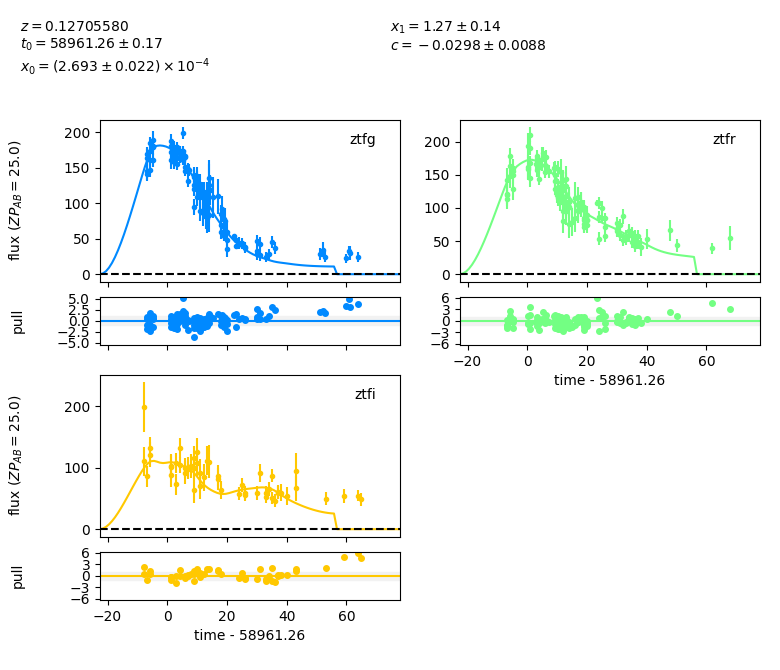 z = 0.12705580
t₀ = 58961.26 ± 0.17
x₀ = (2.693 ± 0.022) × 10⁻⁴
x₁ = 1.27 ± 0.14
c = −0.0298 ± 0.0088
ztfg
flux (ZP_AB = 25.0)
200
150
100
50
0
ztfr
200
150
100
50
0
pull
5.0
2.5
0.0
−2.5
−5.0
6
3
0
−3
−6
−20 0 20 40 60
time - 58961.26
ztfi
flux (ZP_AB = 25.0)
200
100
0
pull
6
3
0
−3
−6
−20 0 20 40 60
time - 58961.26